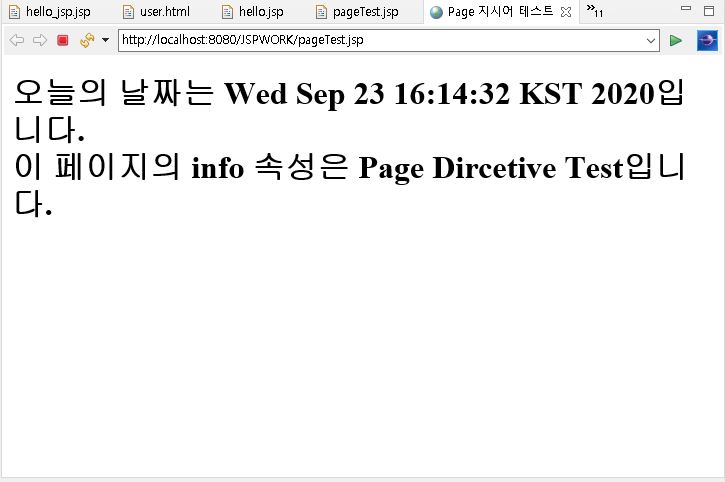 hello_jsp.jsp user.html hello.jsp pageTest.jsp Page 지시어 테스트 »11
http://localhost:8080/JSPWORK/pageTest.jsp
오늘의 날짜는 Wed Sep 23 16:14:32 KST 2020입
니다.
이 페이지의 info 속성은 Page Dircetive Test입니
다.